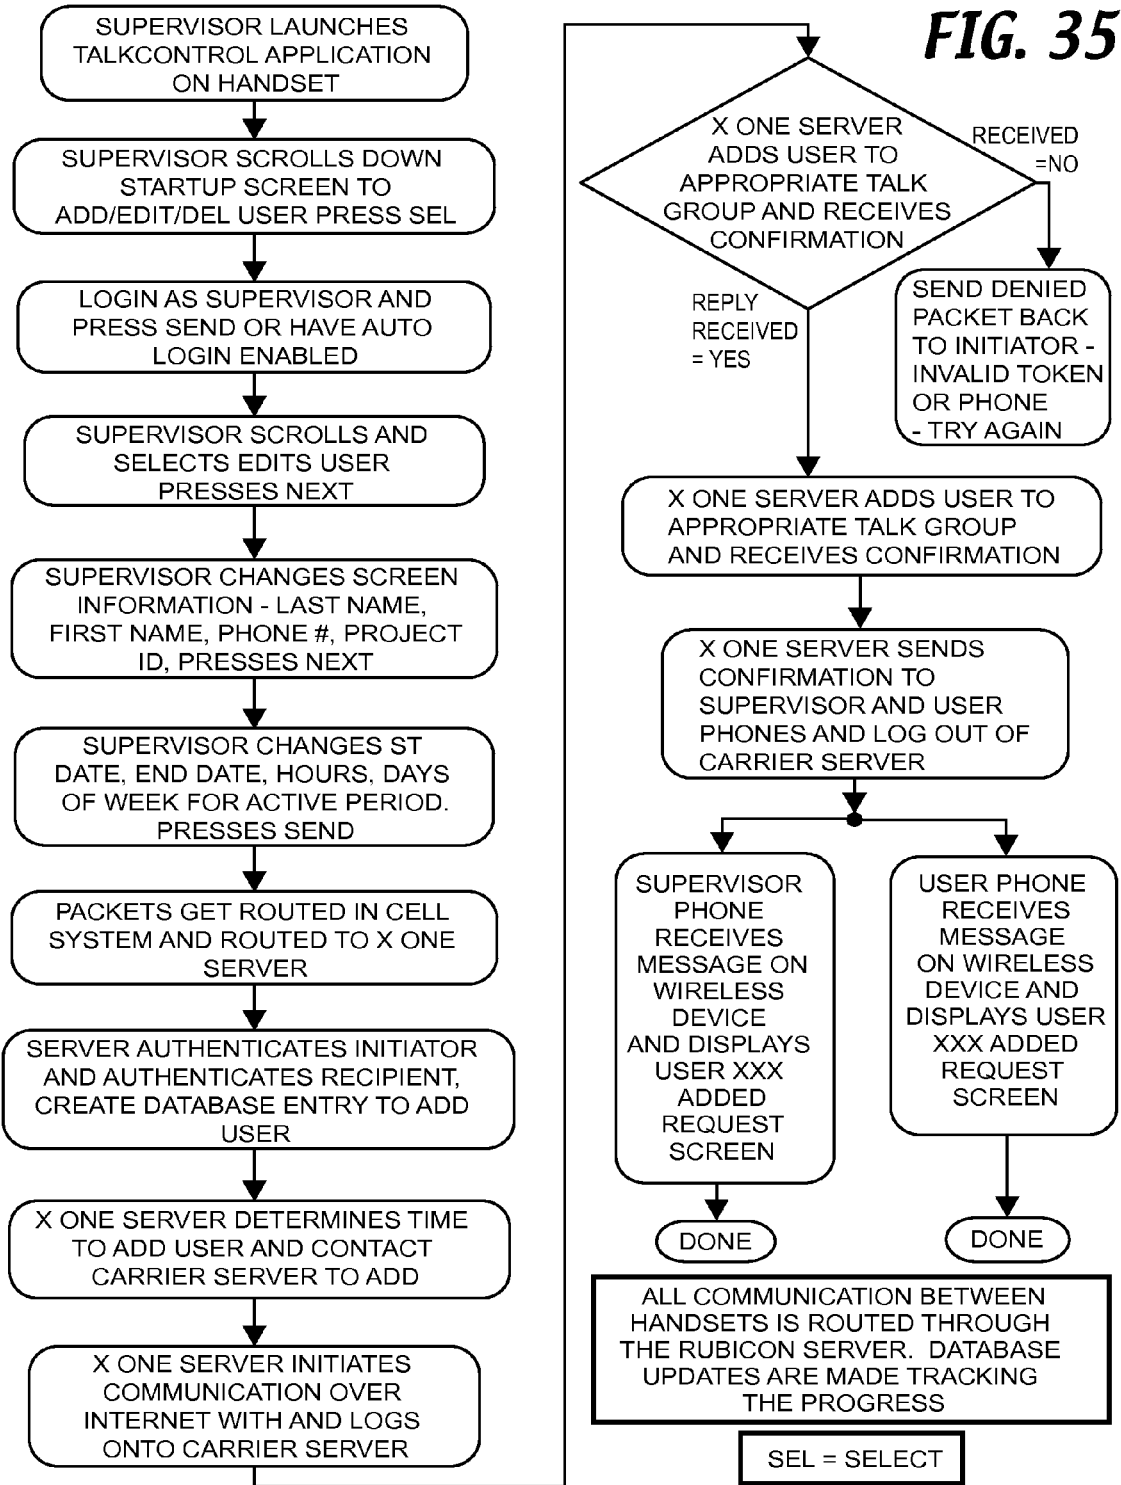 FIG. 35
SUPERVISOR LAUNCHES
TALKCONTROL APPLICATION
ON HANDSET
SUPERVISOR SCROLLS DOWN
STARTUP SCREEN TO
ADD/EDIT/DEL USER PRESS SEL
LOGIN AS SUPERVISOR AND
PRESS SEND OR HAVE AUTO
LOGIN ENABLED
SUPERVISOR SCROLLS AND
SELECTS EDITS USER
PRESSES NEXT
SUPERVISOR CHANGES SCREEN
INFORMATION - LAST NAME,
FIRST NAME, PHONE #, PROJECT
ID, PRESSES NEXT
SUPERVISOR CHANGES ST
DATE, END DATE, HOURS, DAYS
OF WEEK FOR ACTIVE PERIOD.
PRESSES SEND
PACKETS GET ROUTED IN CELL
SYSTEM AND ROUTED TO X ONE
SERVER
SERVER AUTHENTICATES INITIATOR
AND AUTHENTICATES RECIPIENT,
CREATE DATABASE ENTRY TO ADD
USER
X ONE SERVER DETERMINES TIME
TO ADD USER AND CONTACT
CARRIER SERVER TO ADD
X ONE SERVER INITIATES
COMMUNICATION OVER
INTERNET WITH AND LOGS
ONTO CARRIER SERVER
X ONE SERVER
ADDS USER TO
APPROPRIATE TALK
GROUP AND RECEIVES
CONFIRMATION
RECEIVED
=NO
SEND DENIED
PACKET BACK
TO INITIATOR -
INVALID TOKEN
OR PHONE
- TRY AGAIN
REPLY
RECEIVED
= YES
X ONE SERVER ADDS USER TO
APPROPRIATE TALK GROUP
AND RECEIVES CONFIRMATION
X ONE SERVER SENDS
CONFIRMATION TO
SUPERVISOR AND USER
PHONES AND LOG OUT OF
CARRIER SERVER
SUPERVISOR
PHONE
RECEIVES
MESSAGE ON
WIRELESS
DEVICE
AND DISPLAYS
USER XXX
ADDED
REQUEST
SCREEN
DONE
USER PHONE
RECEIVES
MESSAGE
ON WIRELESS
DEVICE AND
DISPLAYS USER
XXX ADDED
REQUEST
SCREEN
DONE
ALL COMMUNICATION BETWEEN
HANDSETS IS ROUTED THROUGH
THE RUBICON SERVER. DATABASE
UPDATES ARE MADE TRACKING
THE PROGRESS
SEL = SELECT